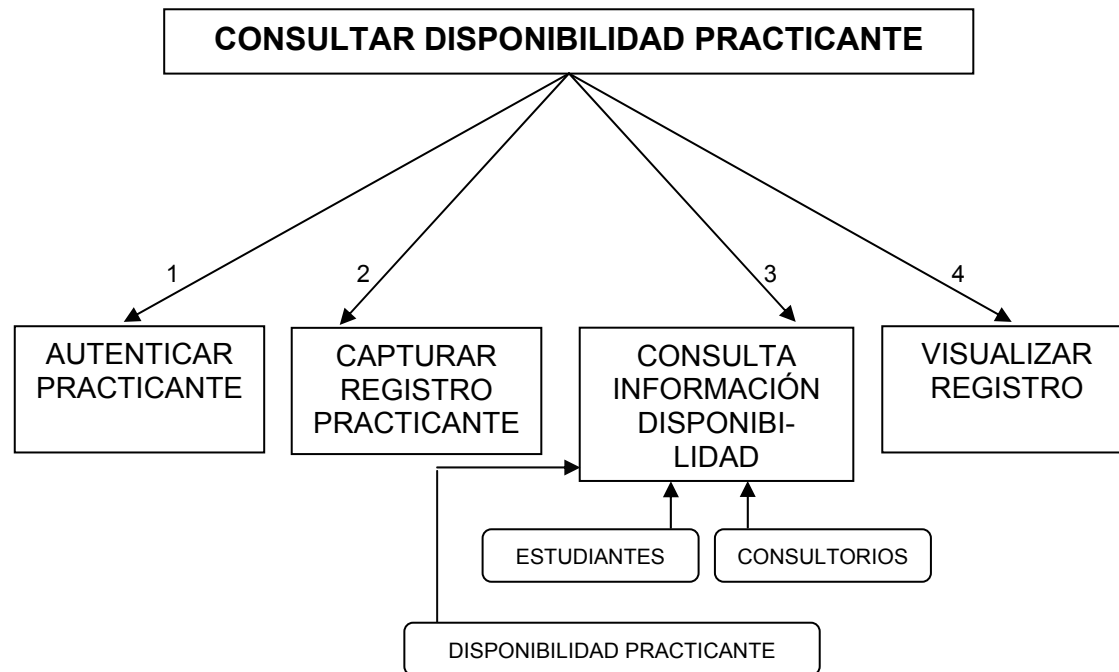 CONSULTAR DISPONIBILIDAD PRACTICANTE
1
2
3
4
AUTENTICAR
PRACTICANTE
CAPTURAR
REGISTRO
PRACTICANTE
CONSULTA
INFORMACIÓN
DISPONIBI-
LIDAD
VISUALIZAR
REGISTRO
ESTUDIANTES
CONSULTORIOS
DISPONIBILIDAD PRACTICANTE